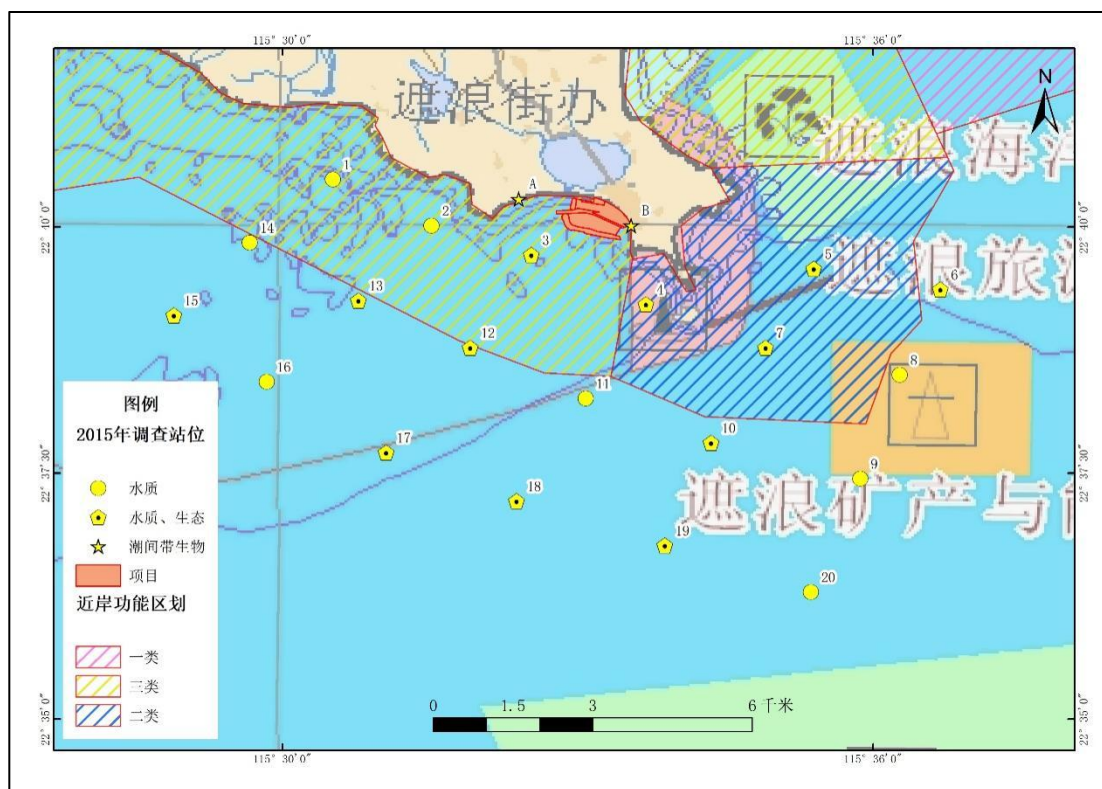 115° 30′0″
115° 36′0″
N
遮浪街办
遮浪海洋
A
B
1
2
3
4
5
6
7
8
9
10
11
12
13
14
15
16
17
18
19
20
22° 40′0″
22° 40′0″
遮浪旅游
22° 37′30″
遮浪矿产与能
图例
2015年调查站位
水质
水质、生态
潮间带生物
项目
近岸功能区划
一类
三类
二类
0 1.5 3 6 千米
22° 35′0″
22° 35′0″
115° 30′0″
115° 36′0″